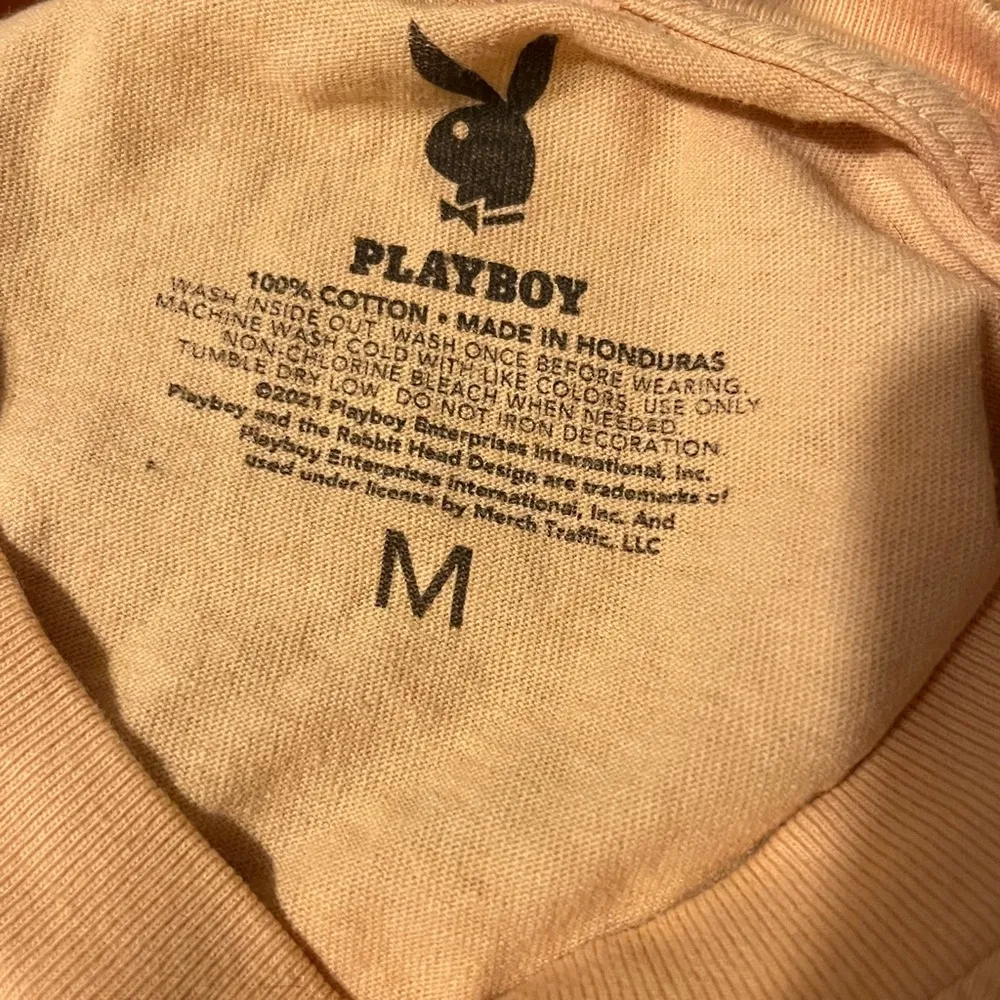 PLAYBOY
100% COTTON • MADE IN HONDURAS
WASH INSIDE OUT. WASH ONCE BEFORE WEARING.
MACHINE WASH COLD WITH LIKE COLORS. USE ONLY
NON-CHLORINE BLEACH WHEN NEEDED.
TUMBLE DRY LOW. DO NOT IRON DECORATION
©2021 Playboy Enterprises International, Inc.
Playboy and the Rabbit Head Design are trademarks of
Playboy Enterprises International, Inc. And
used under license by Merch Traffic, LLC
M